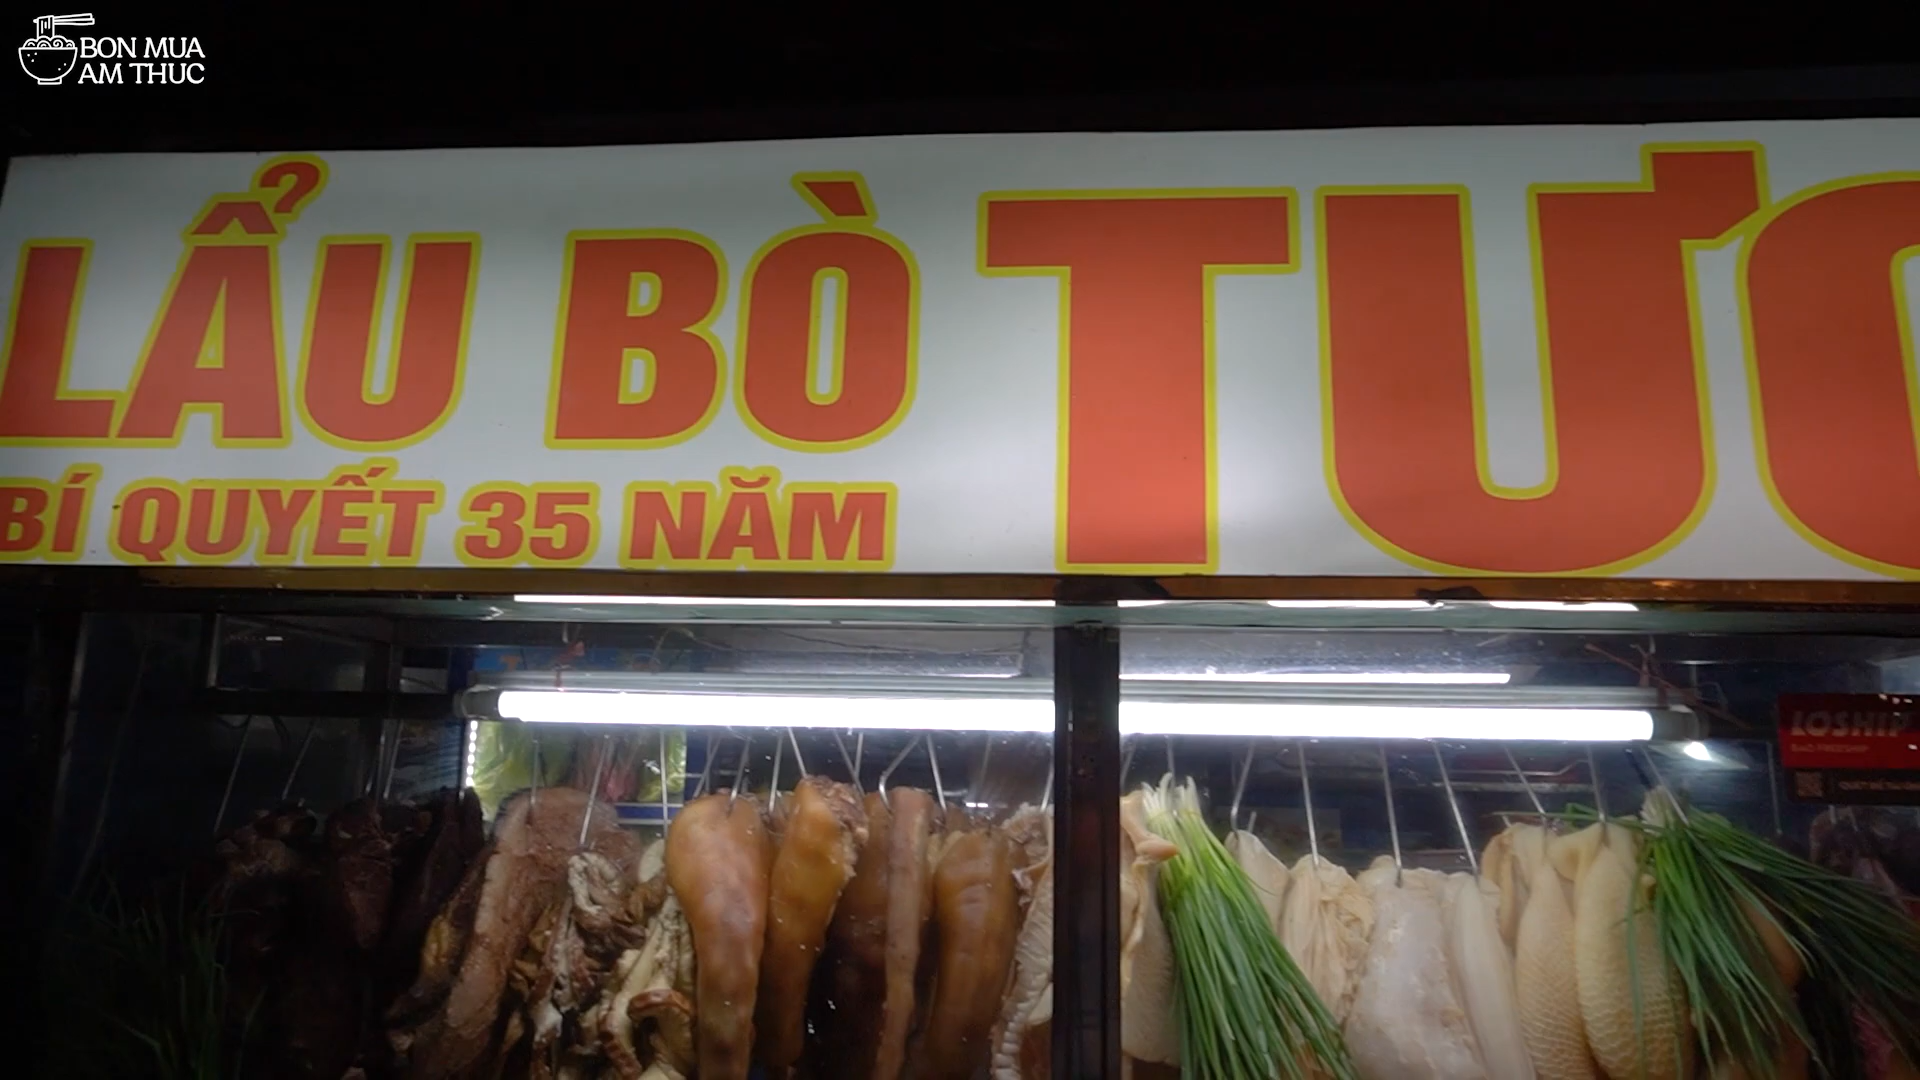 BON MUA
AM THUC
LẨU BÒ TƯƠ
BÍ QUYẾT 35 NĂM
LOSHIP